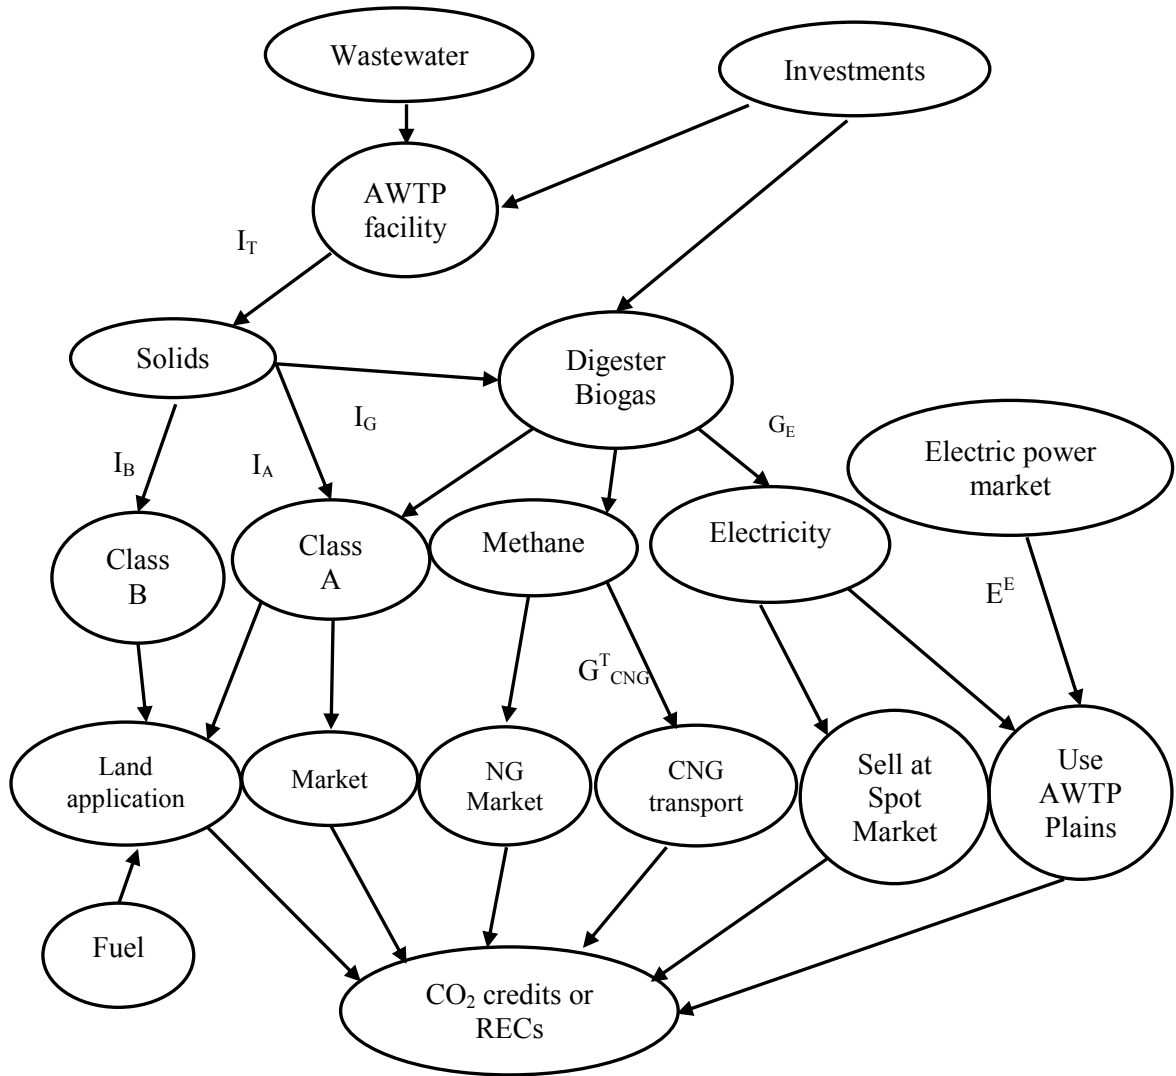 Wastewater
Investments
AWTP
facility
I_T
Solids
Digester
Biogas
I_G
G_E
I_B
I_A
Electric power
market
Class
B
Class
A
Methane
Electricity
E^E
G^T_CNG
Land
application
Market
NG
Market
CNG
transport
Sell at
Spot
Market
Use
AWTP
Plains
Fuel
CO₂ credits or
RECs